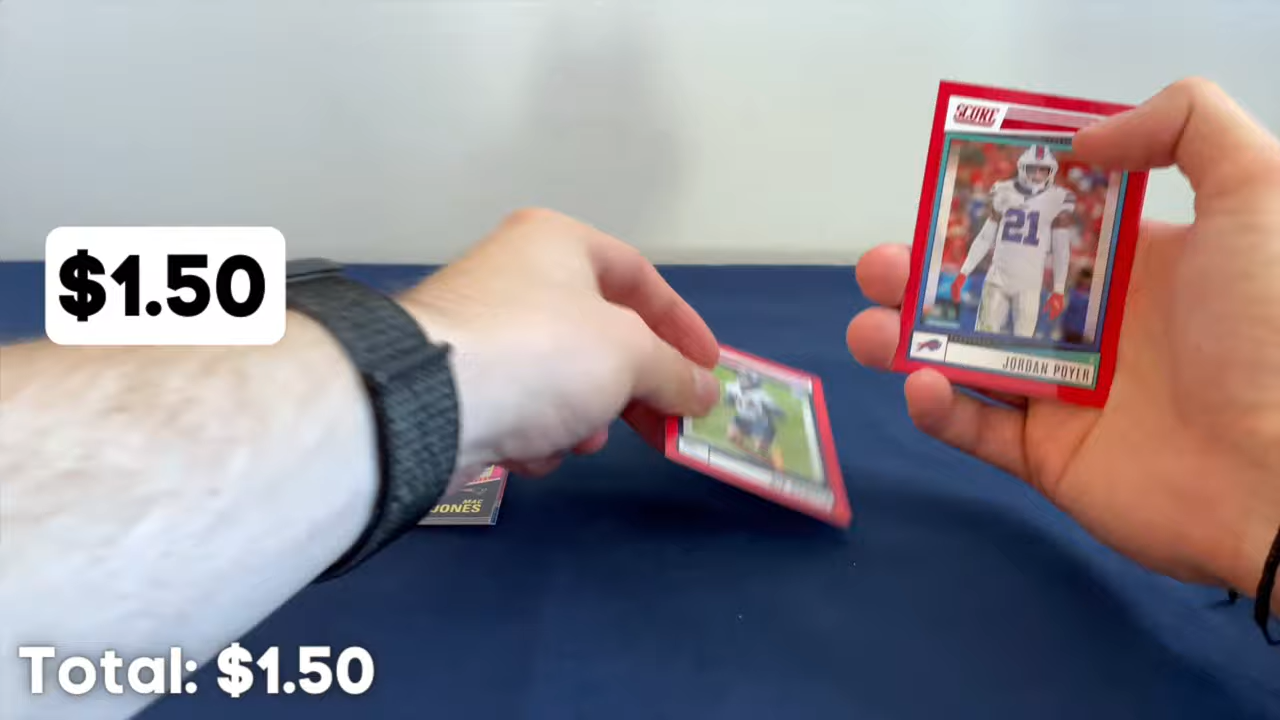 SCORE
21
JORDAN POYER
$1.50
MAC
JONES
Total: $1.50